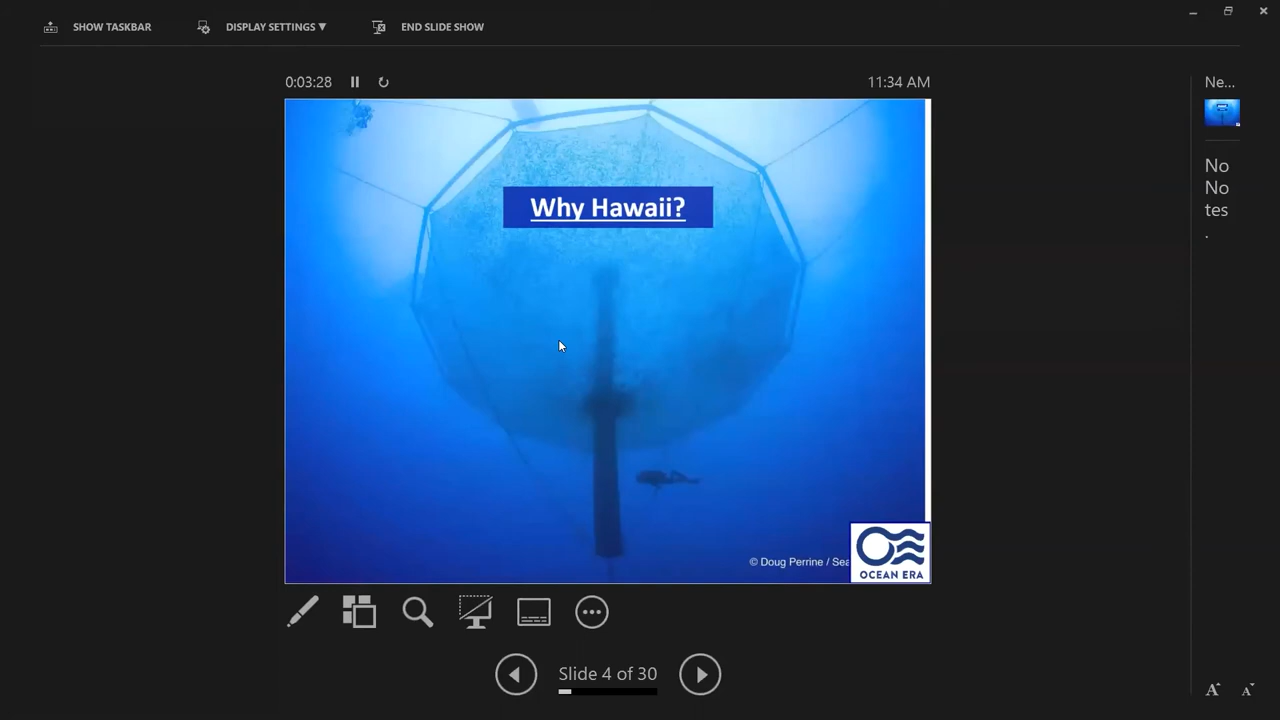 SHOW TASKBAR
DISPLAY SETTINGS ▼
END SLIDE SHOW
0:03:28
11:34 AM
Ne...
Why Hawaii?
No
No
tes
.
© Doug Perrine / Sea
OCEAN ERA
Slide 4 of 30
A
A